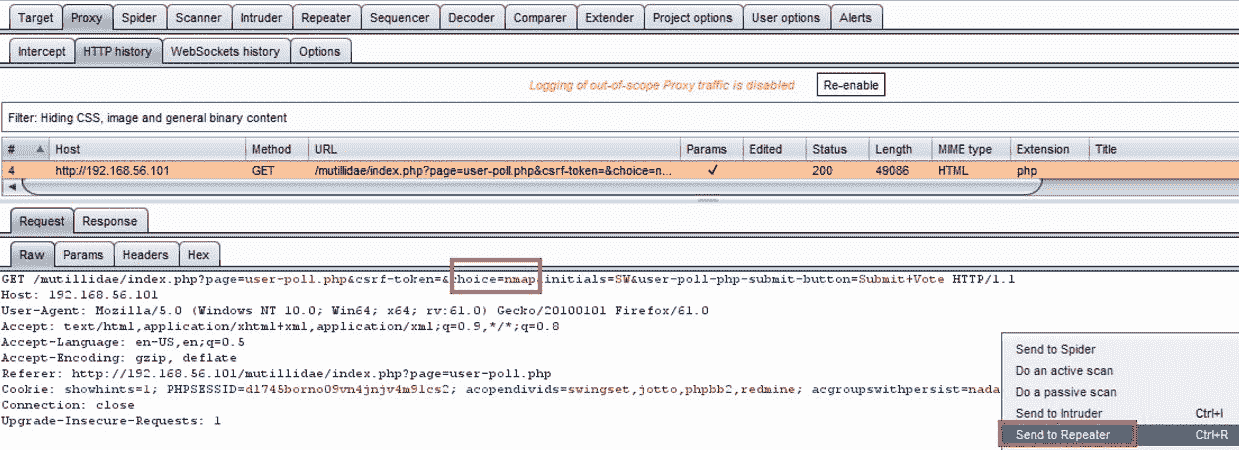 Target Proxy Spider Scanner Intruder Repeater Sequencer Decoder Comparer Extender Project options User options Alerts
Intercept HTTP history WebSockets history Options
Logging of out-of-scope Proxy traffic is disabled Re-enable
Filter: Hiding CSS, image and general binary content
# Host Method URL Params Edited Status Length MIME type Extension Title
4 http://192.168.56.101 GET /mutillidae/index.php?page=user-poll.php&csrf-token=&choice=n... ✓ 200 49086 HTML php
Request Response
Raw Params Headers Hex
GET /mutillidae/index.php?page=user-poll.php&csrf-token=&choice=nmap initials=SW&user-poll-php-submit-button=Submit+Vote HTTP/1.1
Host: 192.168.56.101
User-Agent: Mozilla/5.0 (Windows NT 10.0; Win64; x64; rv:61.0) Gecko/20100101 Firefox/61.0
Accept: text/html,application/xhtml+xml,application/xml;q=0.9,*/*;q=0.8
Accept-Language: en-US,en;q=0.5
Accept-Encoding: gzip, deflate
Referer: http://192.168.56.101/mutillidae/index.php?page=user-poll.php
Cookie: showhints=1; PHPSESSID=d1745borno09vn4jnjv4m9lcs2; acopendivids=swingset,jotto,phpbb2,redmine; acgroupswithpersist=nada
Connection: close
Upgrade-Insecure-Requests: 1
Send to Spider
Do an active scan
Do a passive scan
Send to Intruder Ctrl+I
Send to Repeater Ctrl+R